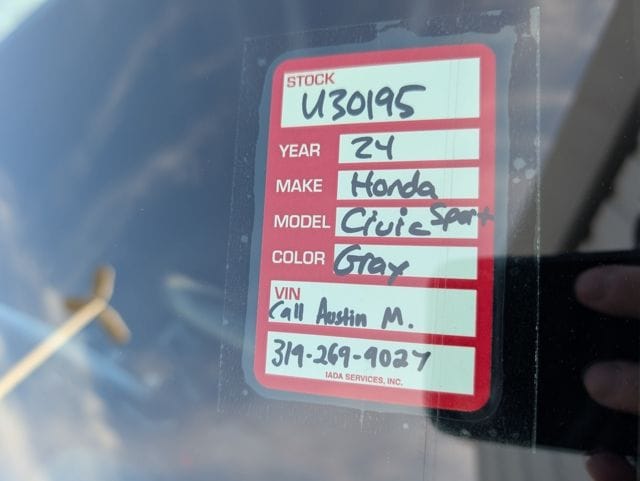 STOCK
U30195
YEAR 24
MAKE Honda
MODEL Civic Sport
COLOR Gray
VIN
Call Austin M.
319-269-9027
IADA SERVICES, INC.